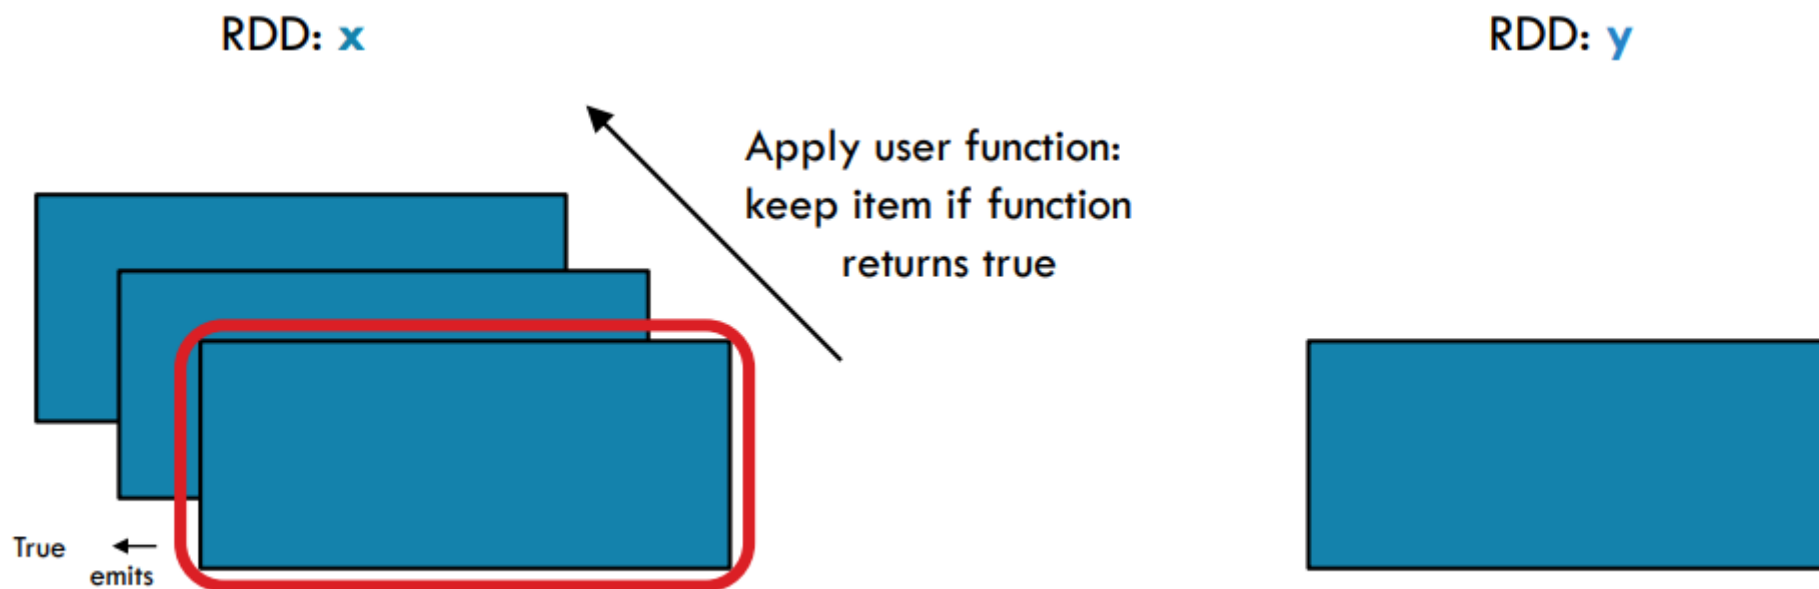 RDD: x
RDD: y
Apply user function:
keep item if function
returns true
True
emits